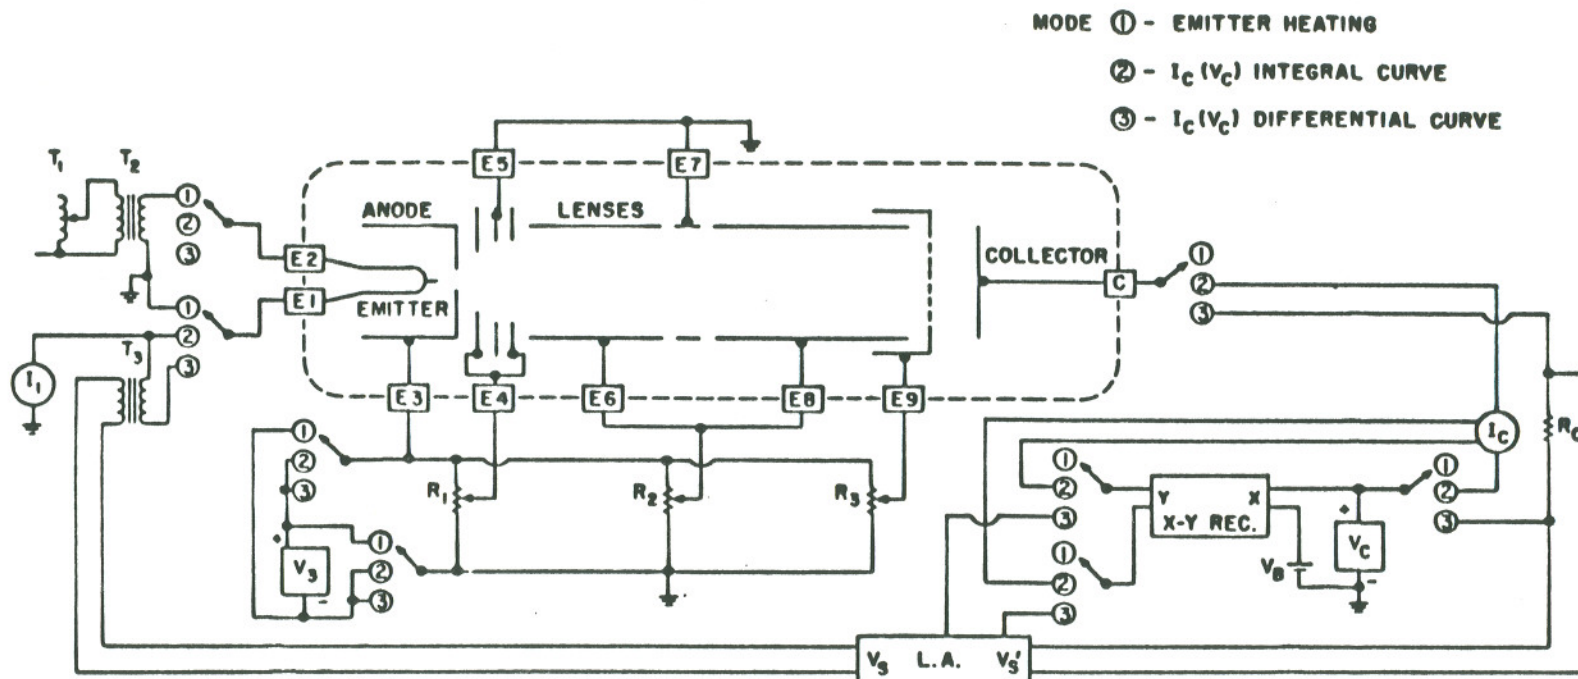 MODE ① - EMITTER HEATING
② - I_C (V_C) INTEGRAL CURVE
③ - I_C (V_C) DIFFERENTIAL CURVE
T₁
T₂
①
②
③
E5
E7
ANODE
LENSES
E2
E1
EMITTER
COLLECTOR
C
①
②
③
①
②
③
T₃
I₁
E3
E4
E6
E8
E9
①
②
③
R₁
R₂
R₃
+
V₃
-
①
②
③
I_C
①
②
③
Y
X
X-Y REC.
①
②
③
①
②
③
V_B
+
V_C
-
V_S
L.A.
V_S'